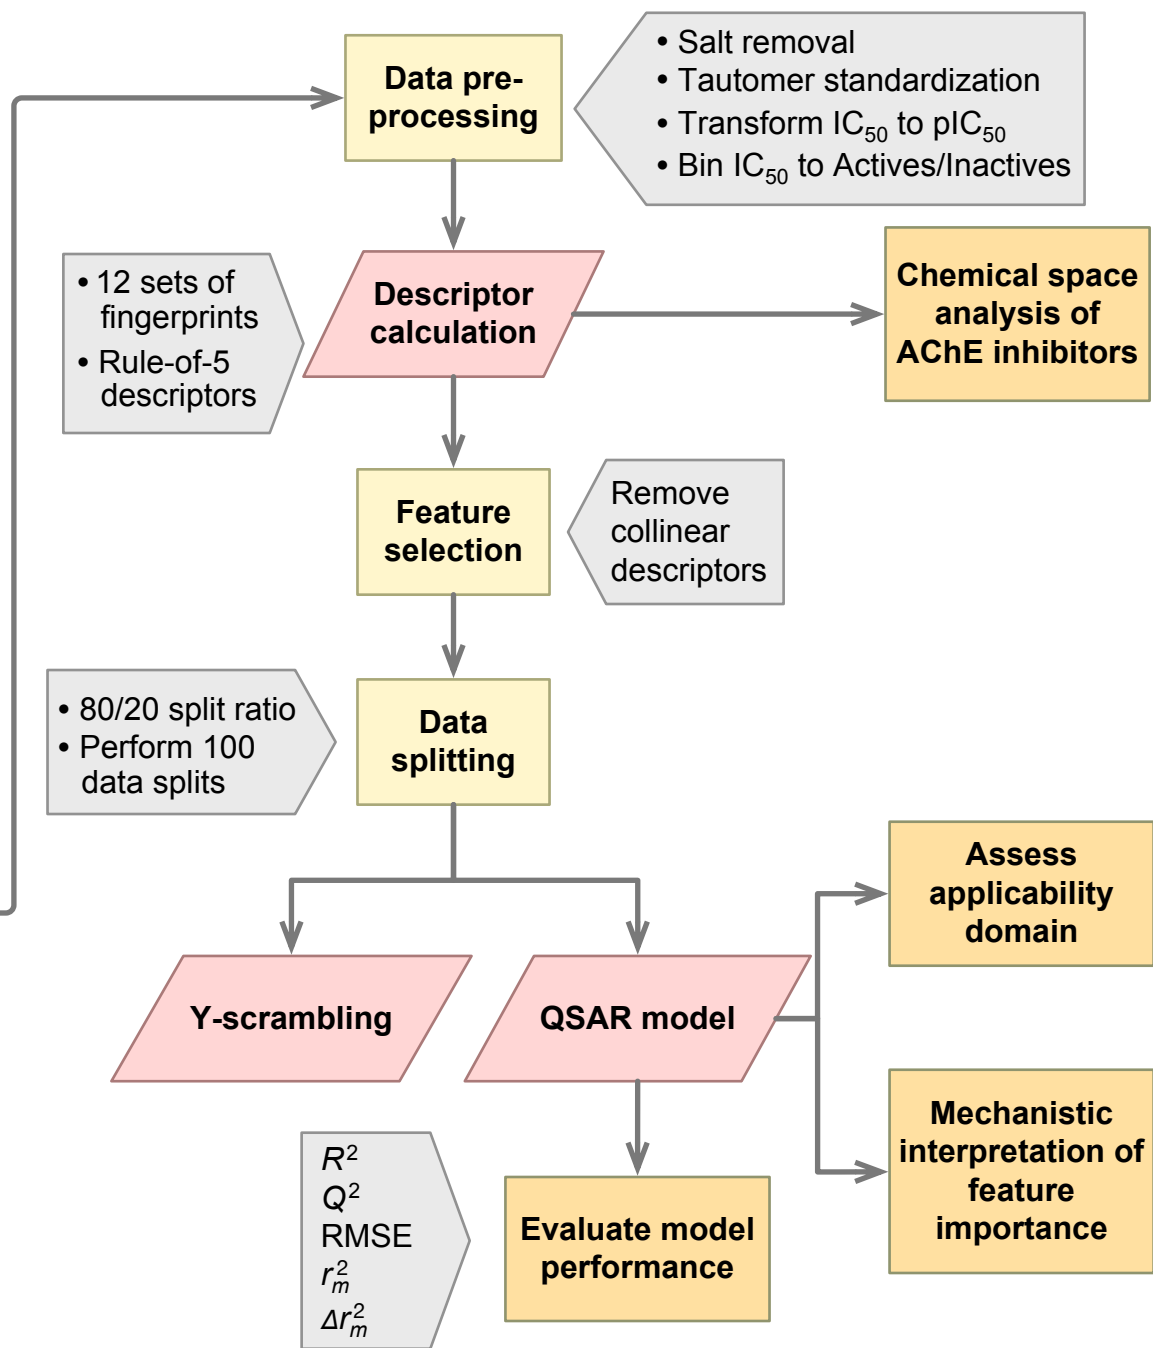 Data pre-
processing
• Salt removal
• Tautomer standardization
• Transform IC₅₀ to pIC₅₀
• Bin IC₅₀ to Actives/Inactives
• 12 sets of
fingerprints
• Rule-of-5
descriptors
Descriptor
calculation
Chemical space
analysis of
AChE inhibitors
Feature
selection
Remove
collinear
descriptors
• 80/20 split ratio
• Perform 100
data splits
Data
splitting
Assess
applicability
domain
Y-scrambling
QSAR model
Mechanistic
interpretation of
feature
importance
R²
Q²
RMSE
rₘ²
Δrₘ²
Evaluate model
performance